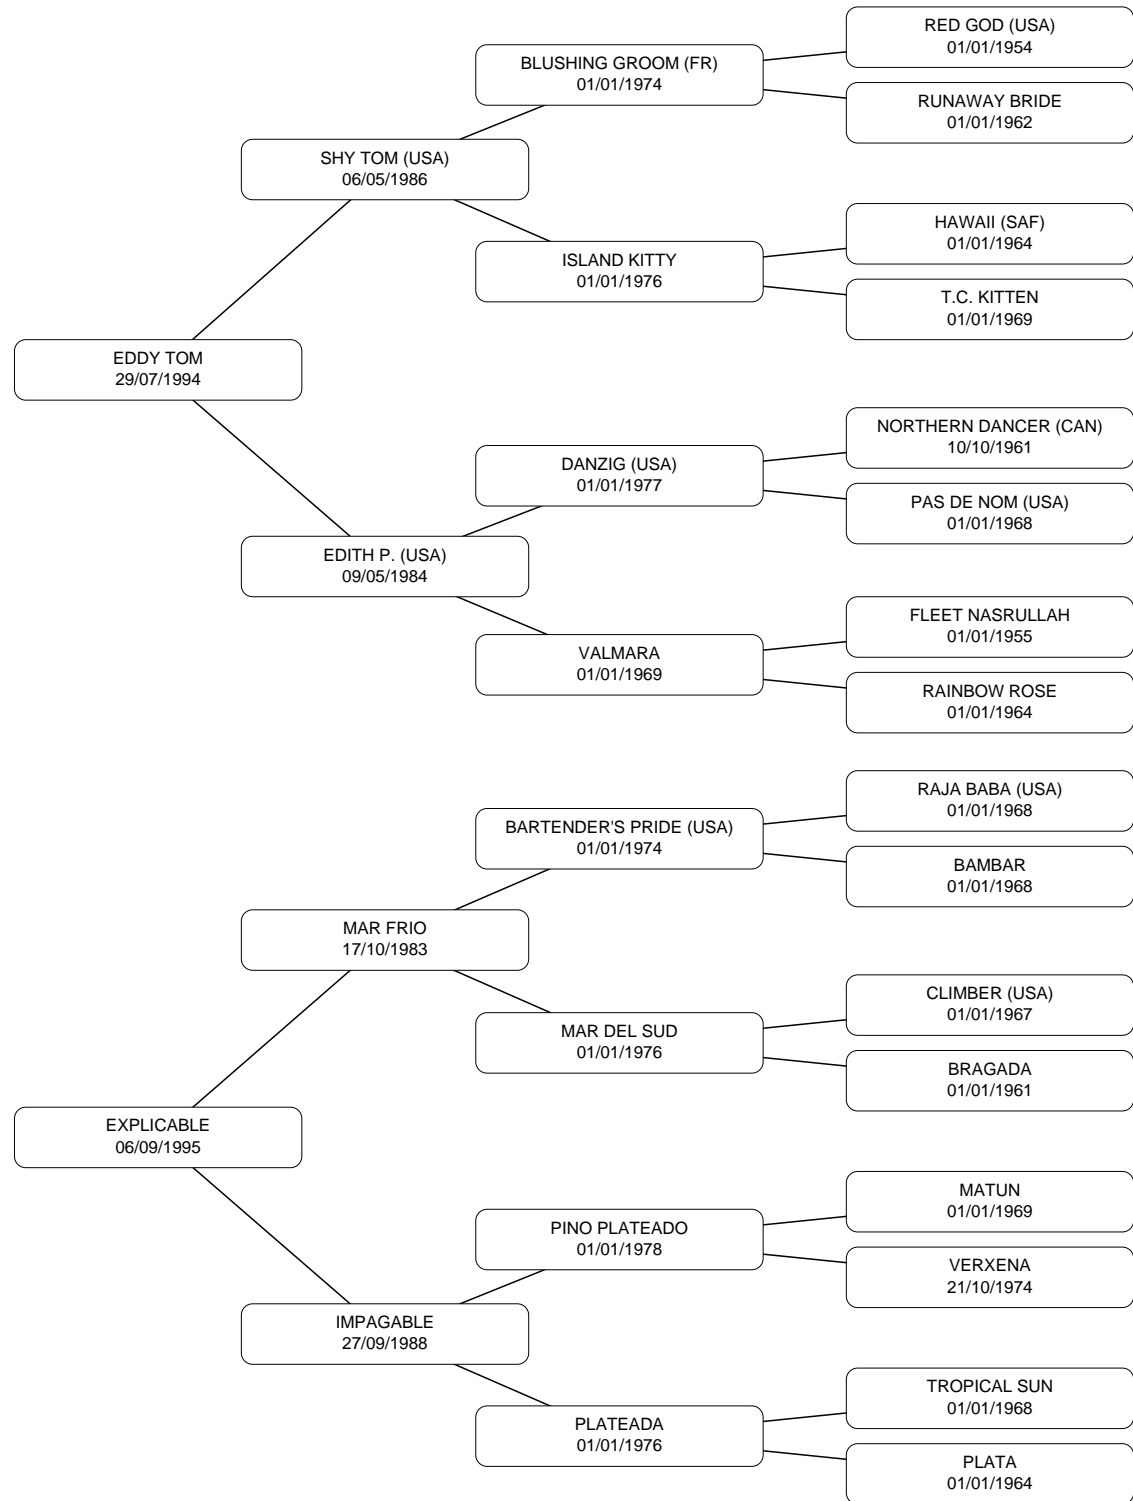 RED GOD (USA)
01/01/1954
BLUSHING GROOM (FR)
01/01/1974
RUNAWAY BRIDE
01/01/1962
SHY TOM (USA)
06/05/1986
HAWAII (SAF)
01/01/1964
ISLAND KITTY
01/01/1976
T.C. KITTEN
01/01/1969
EDDY TOM
29/07/1994
NORTHERN DANCER (CAN)
10/10/1961
DANZIG (USA)
01/01/1977
PAS DE NOM (USA)
01/01/1968
EDITH P. (USA)
09/05/1984
FLEET NASRULLAH
01/01/1955
VALMARA
01/01/1969
RAINBOW ROSE
01/01/1964
RAJA BABA (USA)
01/01/1968
BARTENDER'S PRIDE (USA)
01/01/1974
BAMBAR
01/01/1968
MAR FRIO
17/10/1983
CLIMBER (USA)
01/01/1967
MAR DEL SUD
01/01/1976
BRAGADA
01/01/1961
EXPLICABLE
06/09/1995
MATUN
01/01/1969
PINO PLATEADO
01/01/1978
VERXENA
21/10/1974
IMPAGABLE
27/09/1988
TROPICAL SUN
01/01/1968
PLATEADA
01/01/1976
PLATA
01/01/1964